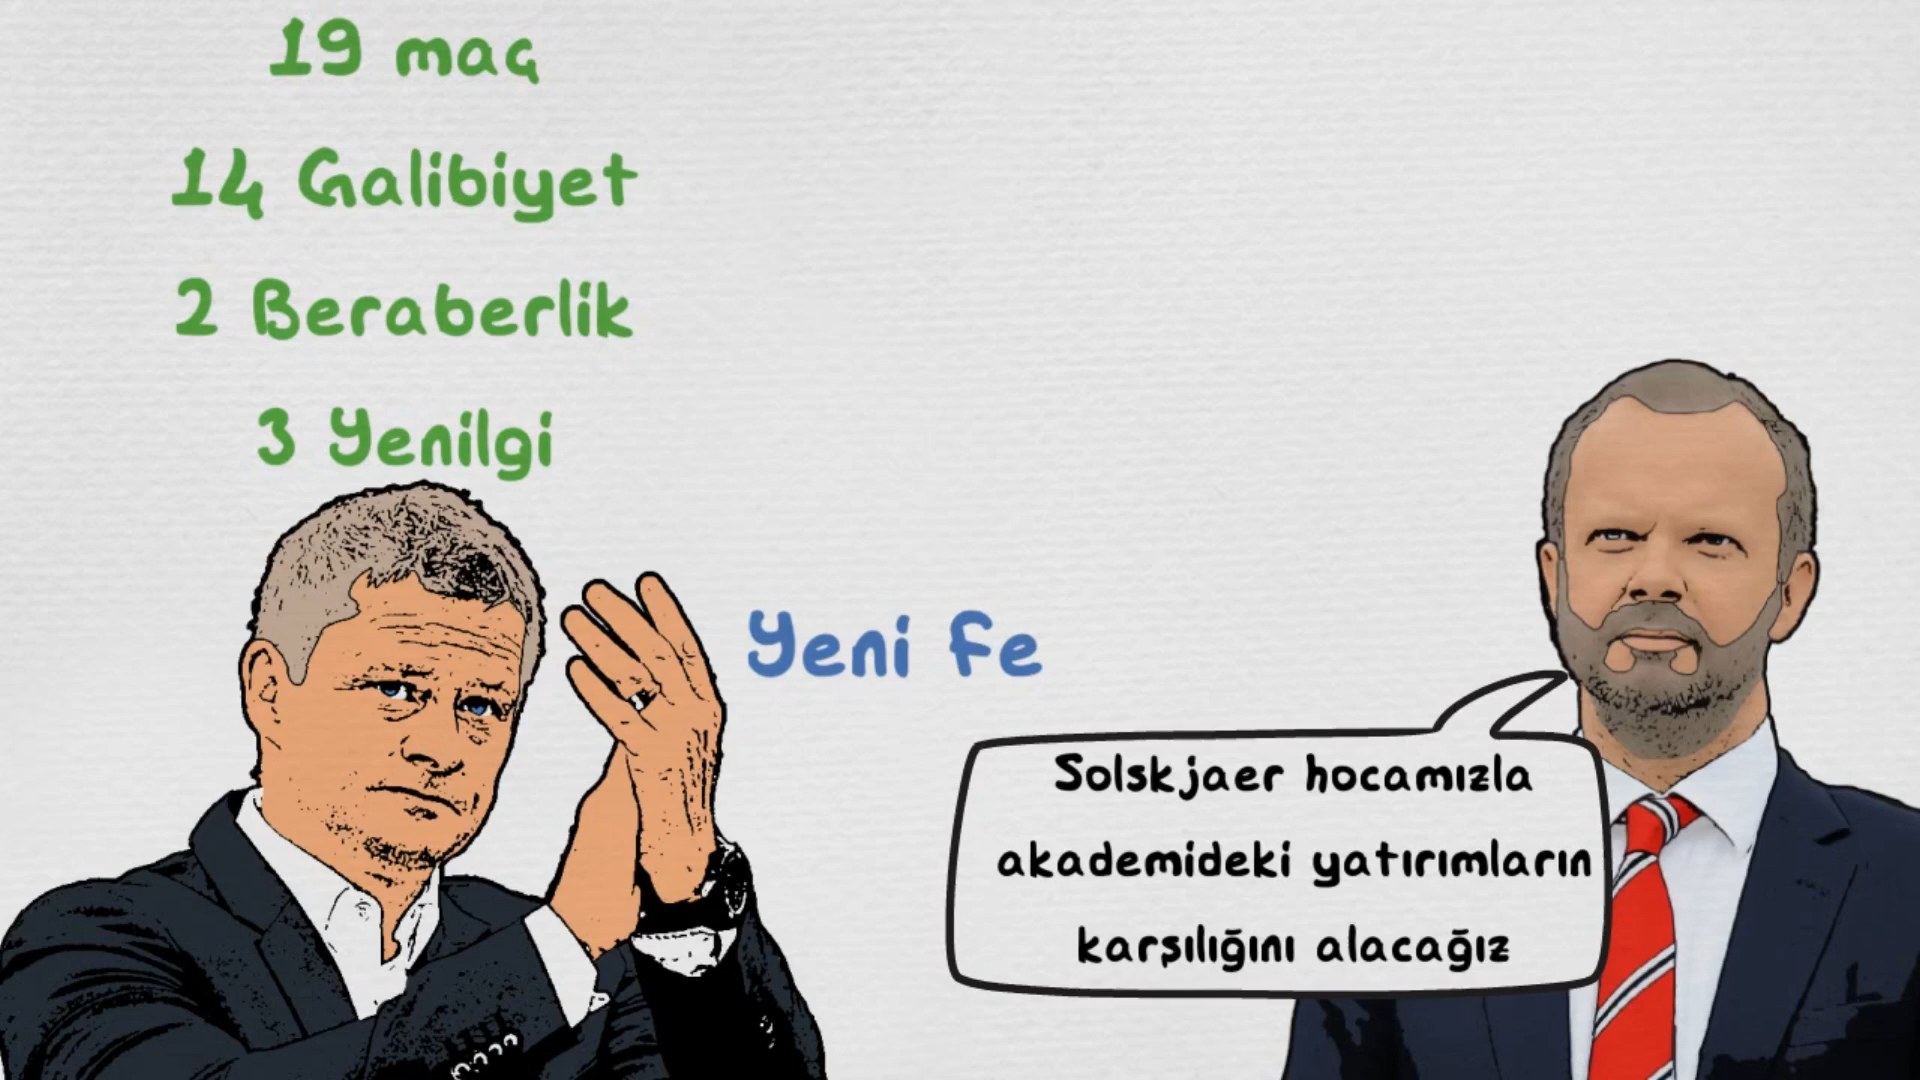 19 maç
14 Galibiyet
2 Beraberlik
3 Yenilgi
Yeni Fe
Solskjaer hocamızla
akademideki yatırımların
karşılığını alacağız